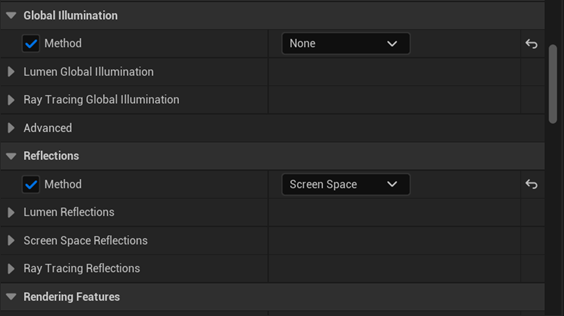 Global Illumination
Method None
Lumen Global Illumination
Ray Tracing Global Illumination
Advanced
Reflections
Method Screen Space
Lumen Reflections
Screen Space Reflections
Ray Tracing Reflections
Rendering Features